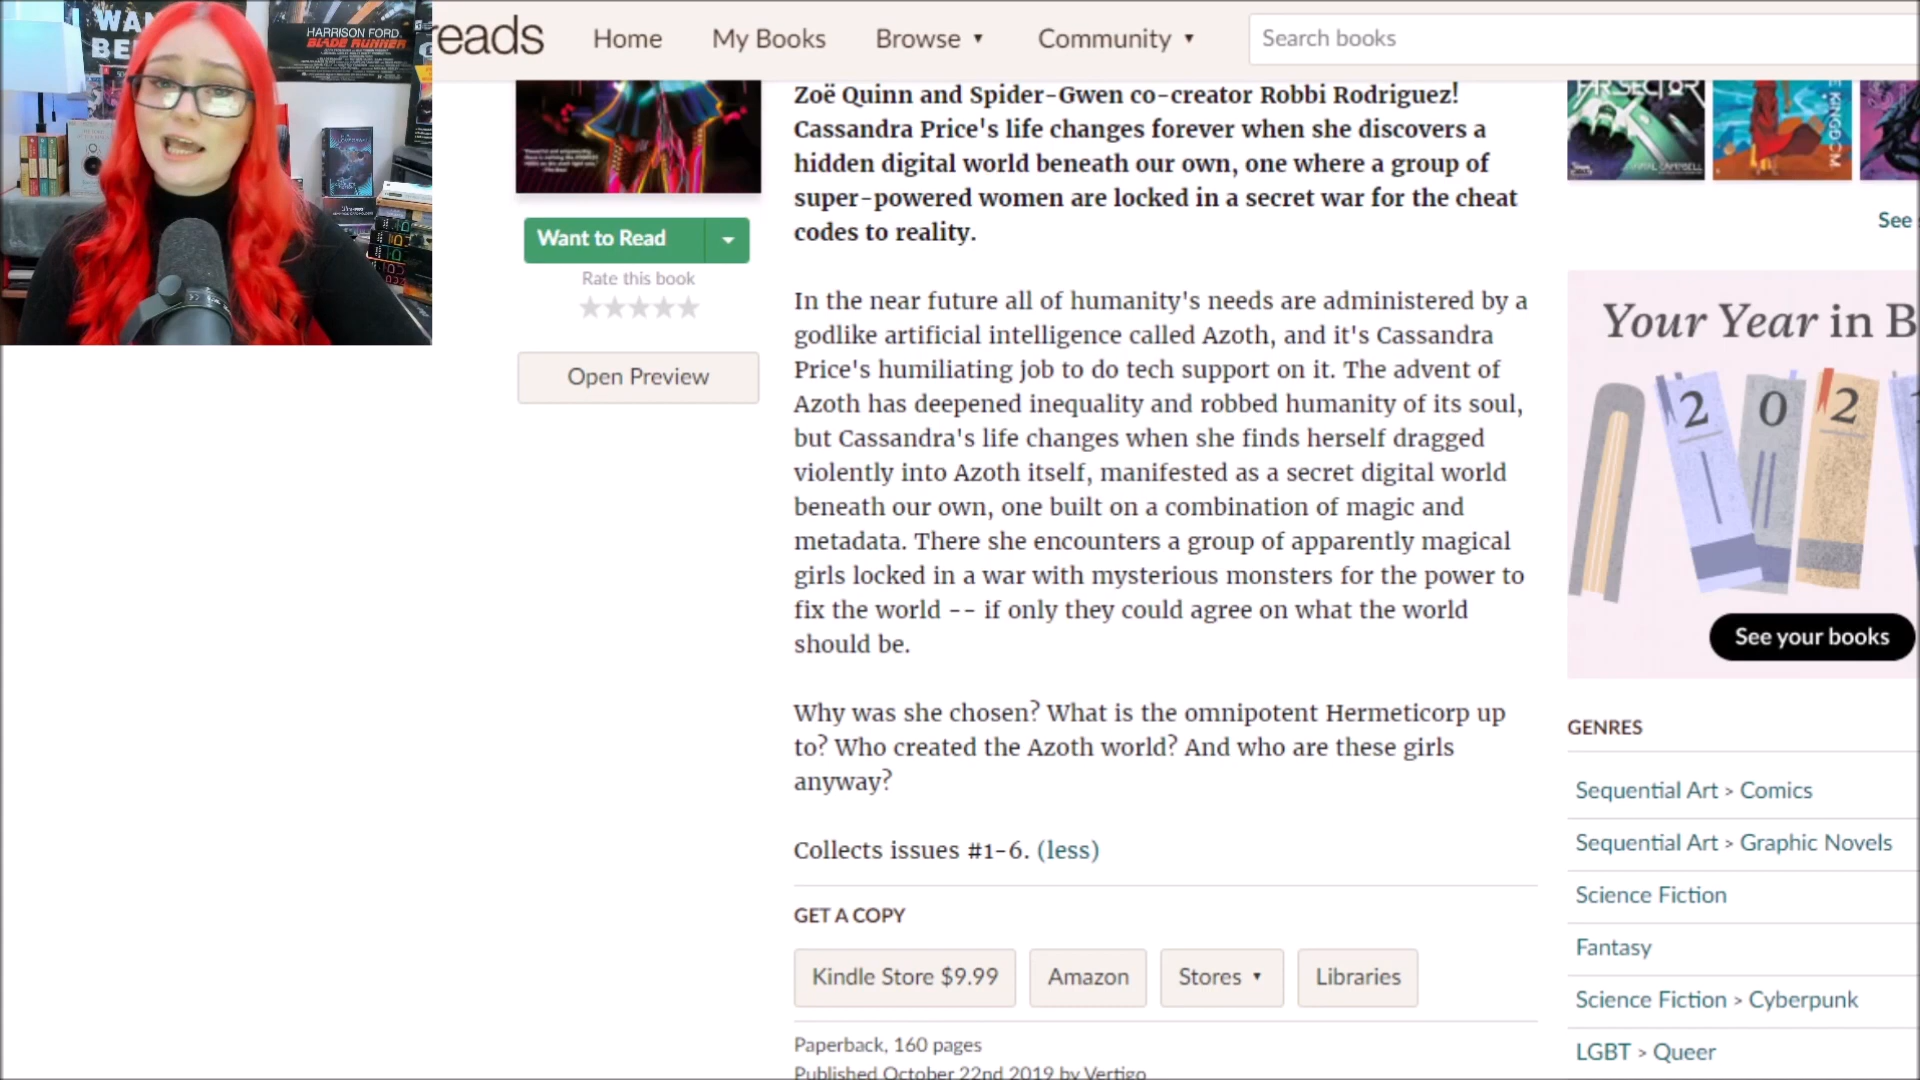 WAN
BE
HARRISON FORD
BLADE RUNNER
reads
Home
My Books
Browse ▼
Community ▼
Search books
Zoë Quinn and Spider-Gwen co-creator Robbi Rodriguez!
Cassandra Price's life changes forever when she discovers a
hidden digital world beneath our own, one where a group of
super-powered women are locked in a secret war for the cheat
codes to reality.
Want to Read
Rate this book
Open Preview
In the near future all of humanity's needs are administered by a
godlike artificial intelligence called Azoth, and it's Cassandra
Price's humiliating job to do tech support on it. The advent of
Azoth has deepened inequality and robbed humanity of its soul,
but Cassandra's life changes when she finds herself dragged
violently into Azoth itself, manifested as a secret digital world
beneath our own, one built on a combination of magic and
metadata. There she encounters a group of apparently magical
girls locked in a war with mysterious monsters for the power to
fix the world -- if only they could agree on what the world
should be.
Why was she chosen? What is the omnipotent Hermeticorp up
to? Who created the Azoth world? And who are these girls
anyway?
Collects issues #1-6. (less)
GET A COPY
Kindle Store $9.99
Amazon
Stores ▼
Libraries
Paperback, 160 pages
Published October 22nd 2019 by Vertigo
FARSECTOR
CAMPBELL
KINGDOM
See
Your Year in B
2 0 2
See your books
GENRES
Sequential Art > Comics
Sequential Art > Graphic Novels
Science Fiction
Fantasy
Science Fiction > Cyberpunk
LGBT > Queer